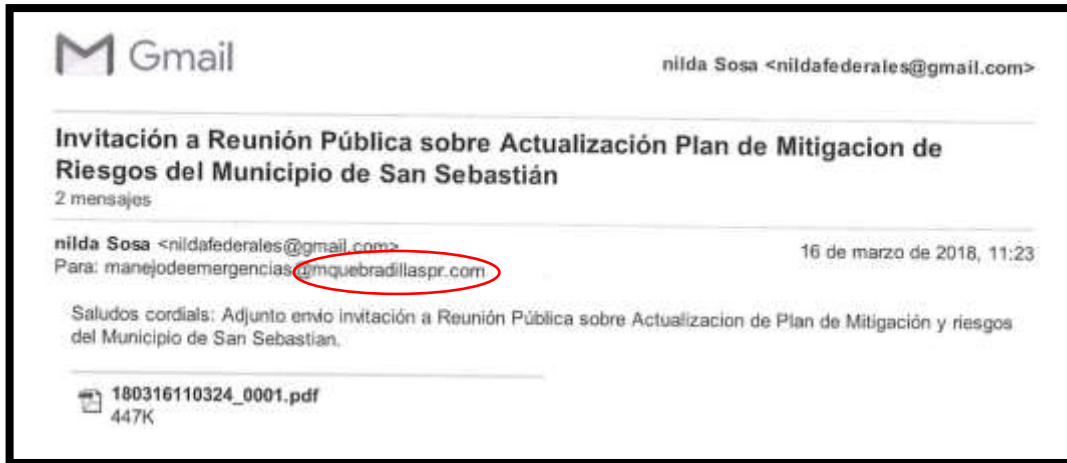 Gmail
nilda Sosa <nildafederales@gmail.com>
Invitación a Reunión Pública sobre Actualización Plan de Mitigacion de
Riesgos del Municipio de San Sebastián
2 mensajes
nilda Sosa <nildafederales@gmail.com>
16 de marzo de 2018, 11:23
Para: manejodeemergencias@mquebradillaspr.com
Saludos cordials: Adjunto envio invitación a Reunión Pública sobre Actualizacion de Plan de Mitigación y riesgos
del Municipio de San Sebastian.
180316110324_0001.pdf
447K